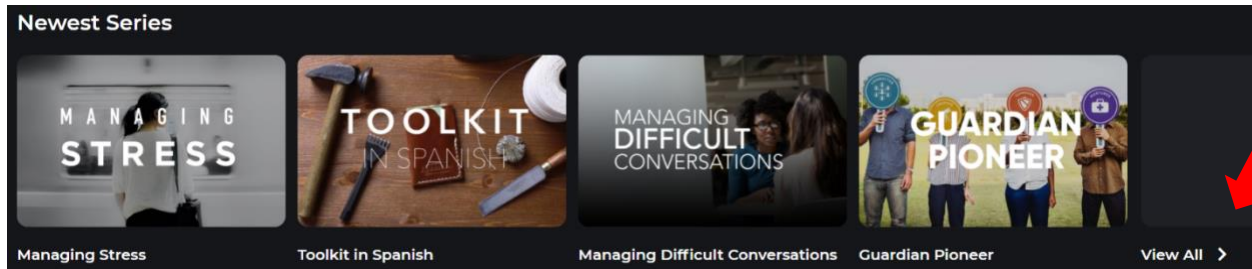 Newest Series
MANAGING
STRESS
TOOLKIT
IN SPANISH
MANAGING
DIFFICULT
CONVERSATIONS
GUARDIAN
PIONEER
Managing Stress
Toolkit in Spanish
Managing Difficult Conversations
Guardian Pioneer
View All >